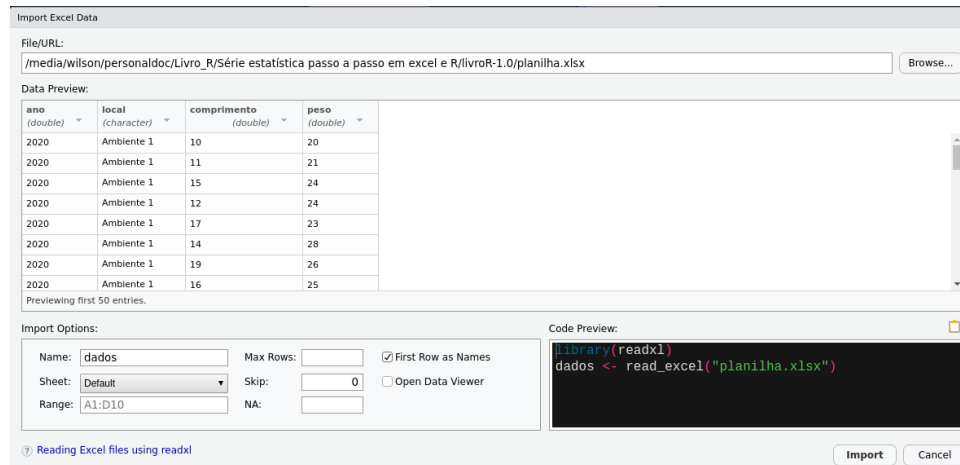 Import Excel Data
File/URL:
/media/wilson/personaldoc/Livro_R/Série estatística passo a passo em excel e R/livroR-1.0/planilha.xlsx Browse...
Data Preview:
ano local comprimento peso
(double) (character) (double) (double)
2020 Ambiente 1 10 20
2020 Ambiente 1 11 21
2020 Ambiente 1 15 24
2020 Ambiente 1 12 24
2020 Ambiente 1 17 23
2020 Ambiente 1 14 28
2020 Ambiente 1 19 26
2020 Ambiente 1 16 25
Previewing first 50 entries.
Import Options: Code Preview:
Name: dados Max Rows: First Row as Names library(readxl)
dados <- read_excel("planilha.xlsx")
Sheet: Default Skip: 0 Open Data Viewer
Range: A1:D10 NA:
Reading Excel files using readxl Import Cancel